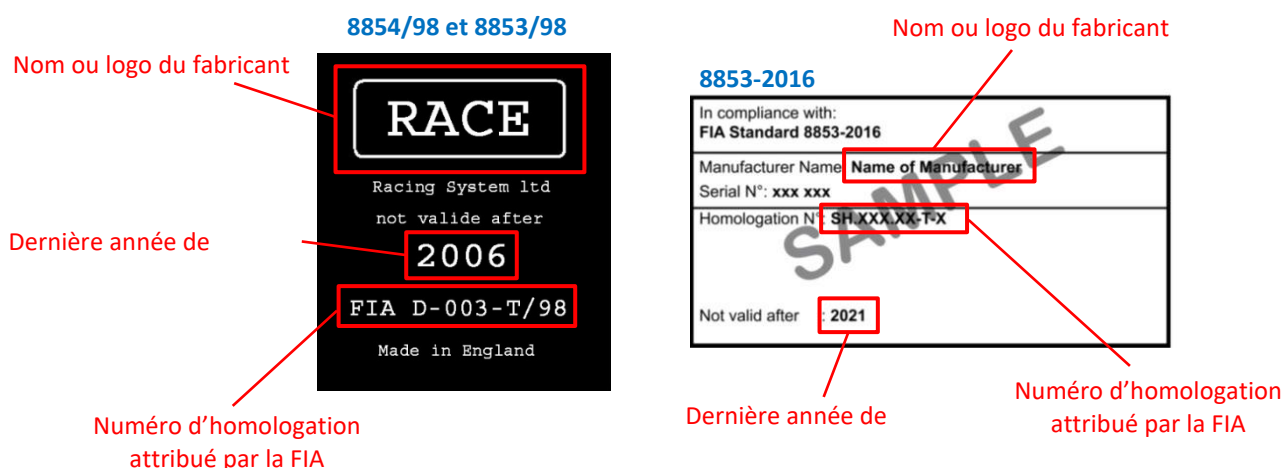 8854/98 et 8853/98
Nom ou logo du fabricant
RACE
Racing System ltd
not valide after
Dernière année de
2006
FIA D-003-T/98
Made in England
Numéro d’homologation
attribué par la FIA
Nom ou logo du fabricant
8853-2016
In compliance with:
FIA Standard 8853-2016
Manufacturer Name: Name of Manufacturer
Serial N°: xxx xxx
Homologation N°: SH.XXX.XX-T-X
SAMPLE
Not valid after : 2021
Dernière année de
Numéro d’homologation
attribué par la FIA